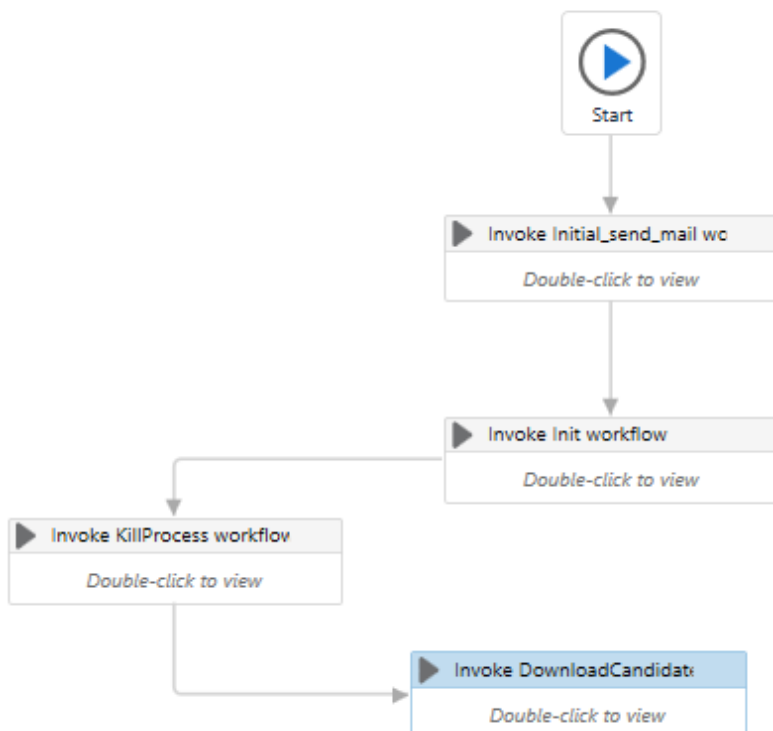 Start
Invoke Initial_send_mail wo
Double-click to view
Invoke Init workflow
Double-click to view
Invoke KillProcess workflow
Double-click to view
Invoke DownloadCandidate
Double-click to view